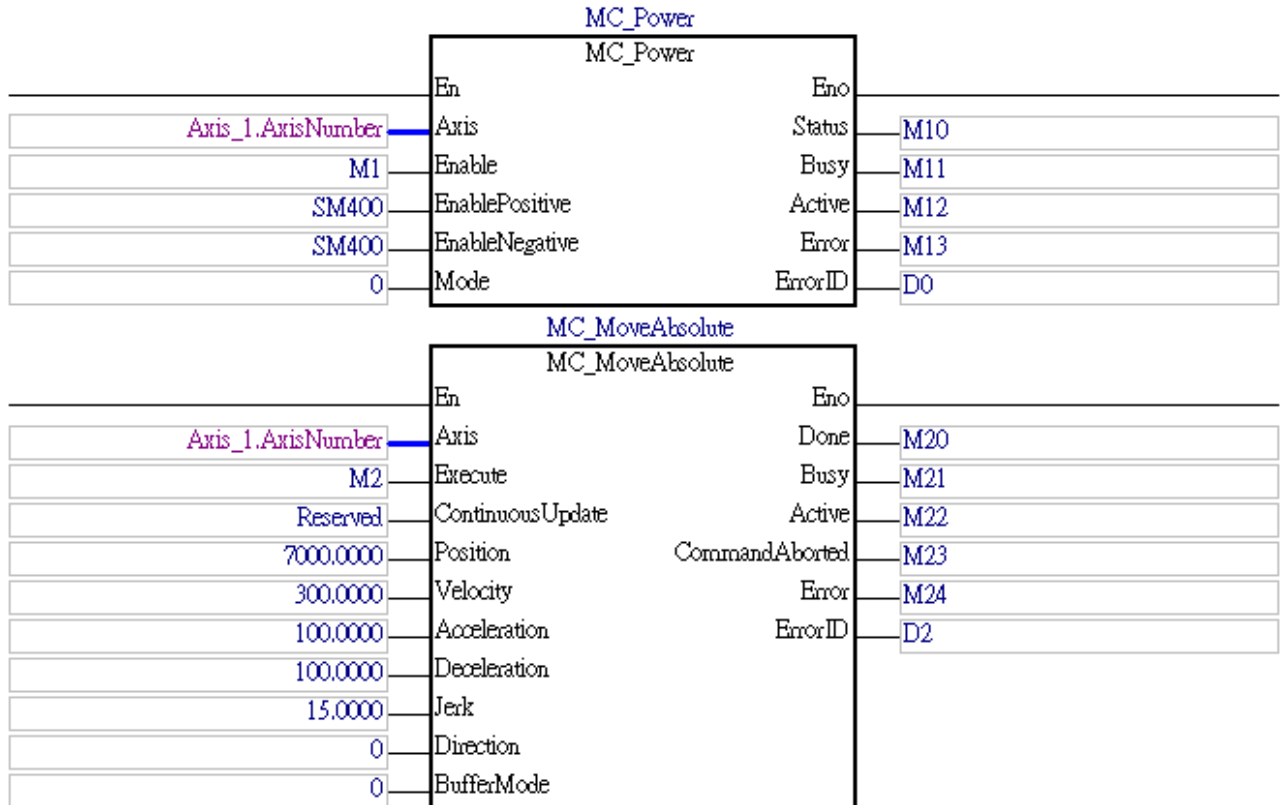 MC_Power
MC_Power
En Eno
Axis_1.AxisNumber Axis Status M10
M1 Enable Busy M11
SM400 EnablePositive Active M12
SM400 EnableNegative Error M13
0 Mode ErrorID D0
MC_MoveAbsolute
MC_MoveAbsolute
En Eno
Axis_1.AxisNumber Axis Done M20
M2 Execute Busy M21
Reserved ContinuousUpdate Active M22
7000.0000 Position CommandAborted M23
300.0000 Velocity Error M24
100.0000 Acceleration ErrorID D2
100.0000 Deceleration
15.0000 Jerk
0 Direction
0 BufferMode